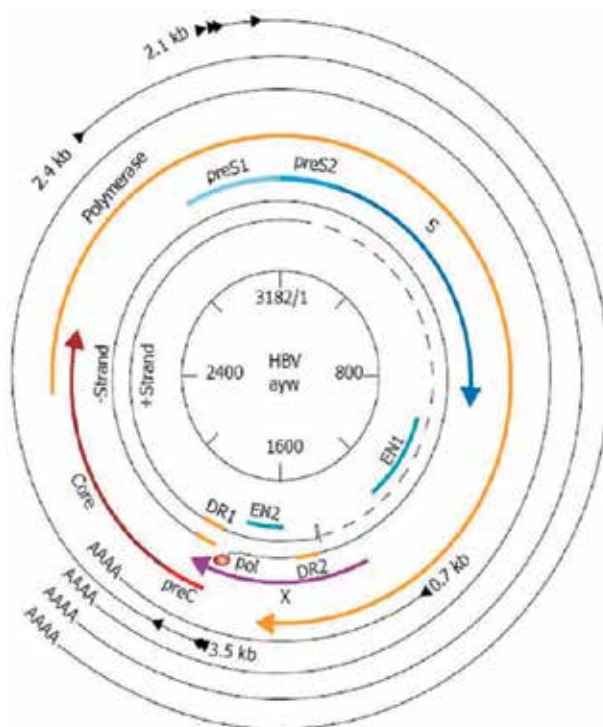 2.1 kb
2.4 kb
Polymerase
preS1
preS2
S
3182/1
-Strand
+Strand
2400
HBV
ayw
800
1600
EN1
Core
DR1
EN2
pol
DR2
X
preC
0.7 kb
3.5 kb
AAAA
AAAA
AAAA
AAAA